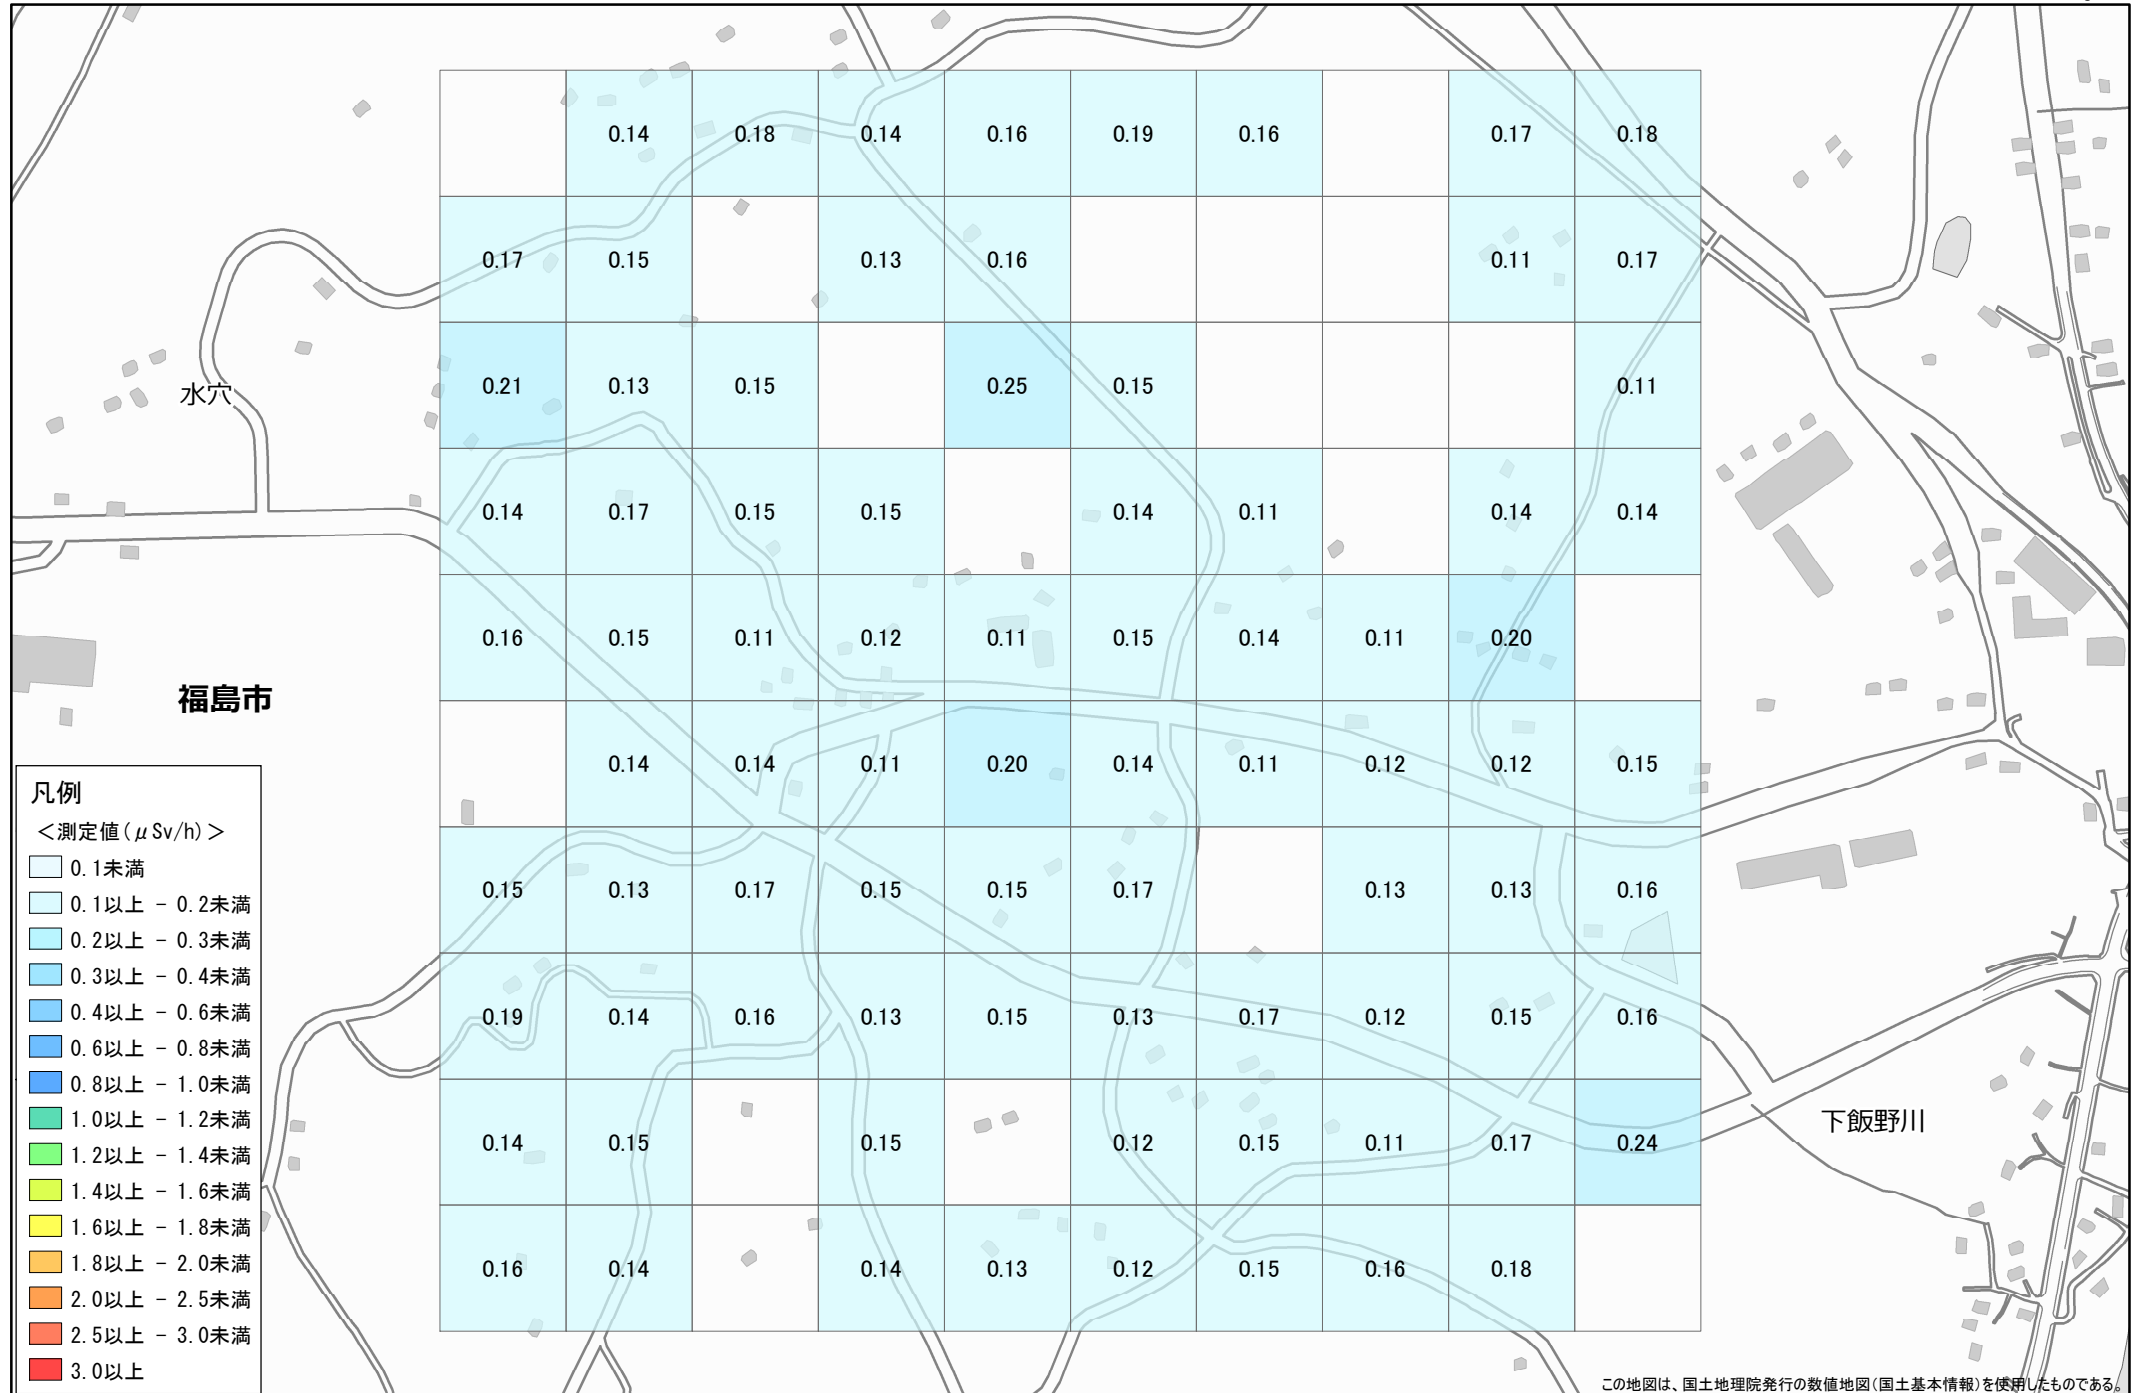 0.14 0.18 0.14 0.16 0.19 0.16 0.17 0.18
0.17 0.15 0.13 0.16 0.11 0.17
0.21 0.13 0.15 0.25 0.15 0.11
水穴
0.14 0.17 0.15 0.15 0.14 0.11 0.14 0.14
0.16 0.15 0.11 0.12 0.11 0.15 0.14 0.11 0.20
福島市
0.14 0.14 0.11 0.20 0.14 0.11 0.12 0.12 0.15
0.15 0.13 0.17 0.15 0.15 0.17 0.13 0.13 0.16
0.19 0.14 0.16 0.13 0.15 0.13 0.17 0.12 0.15 0.16
0.14 0.15 0.15 0.12 0.15 0.11 0.17 0.24
下飯野川
0.16 0.14 0.14 0.13 0.12 0.15 0.16 0.18
凡例
＜測定値(μSv/h)＞
0.1未満
0.1以上 - 0.2未満
0.2以上 - 0.3未満
0.3以上 - 0.4未満
0.4以上 - 0.6未満
0.6以上 - 0.8未満
0.8以上 - 1.0未満
1.0以上 - 1.2未満
1.2以上 - 1.4未満
1.4以上 - 1.6未満
1.6以上 - 1.8未満
1.8以上 - 2.0未満
2.0以上 - 2.5未満
2.5以上 - 3.0未満
3.0以上
この地図は、国土地理院発行の数値地図(国土基本情報)を使用したものである。